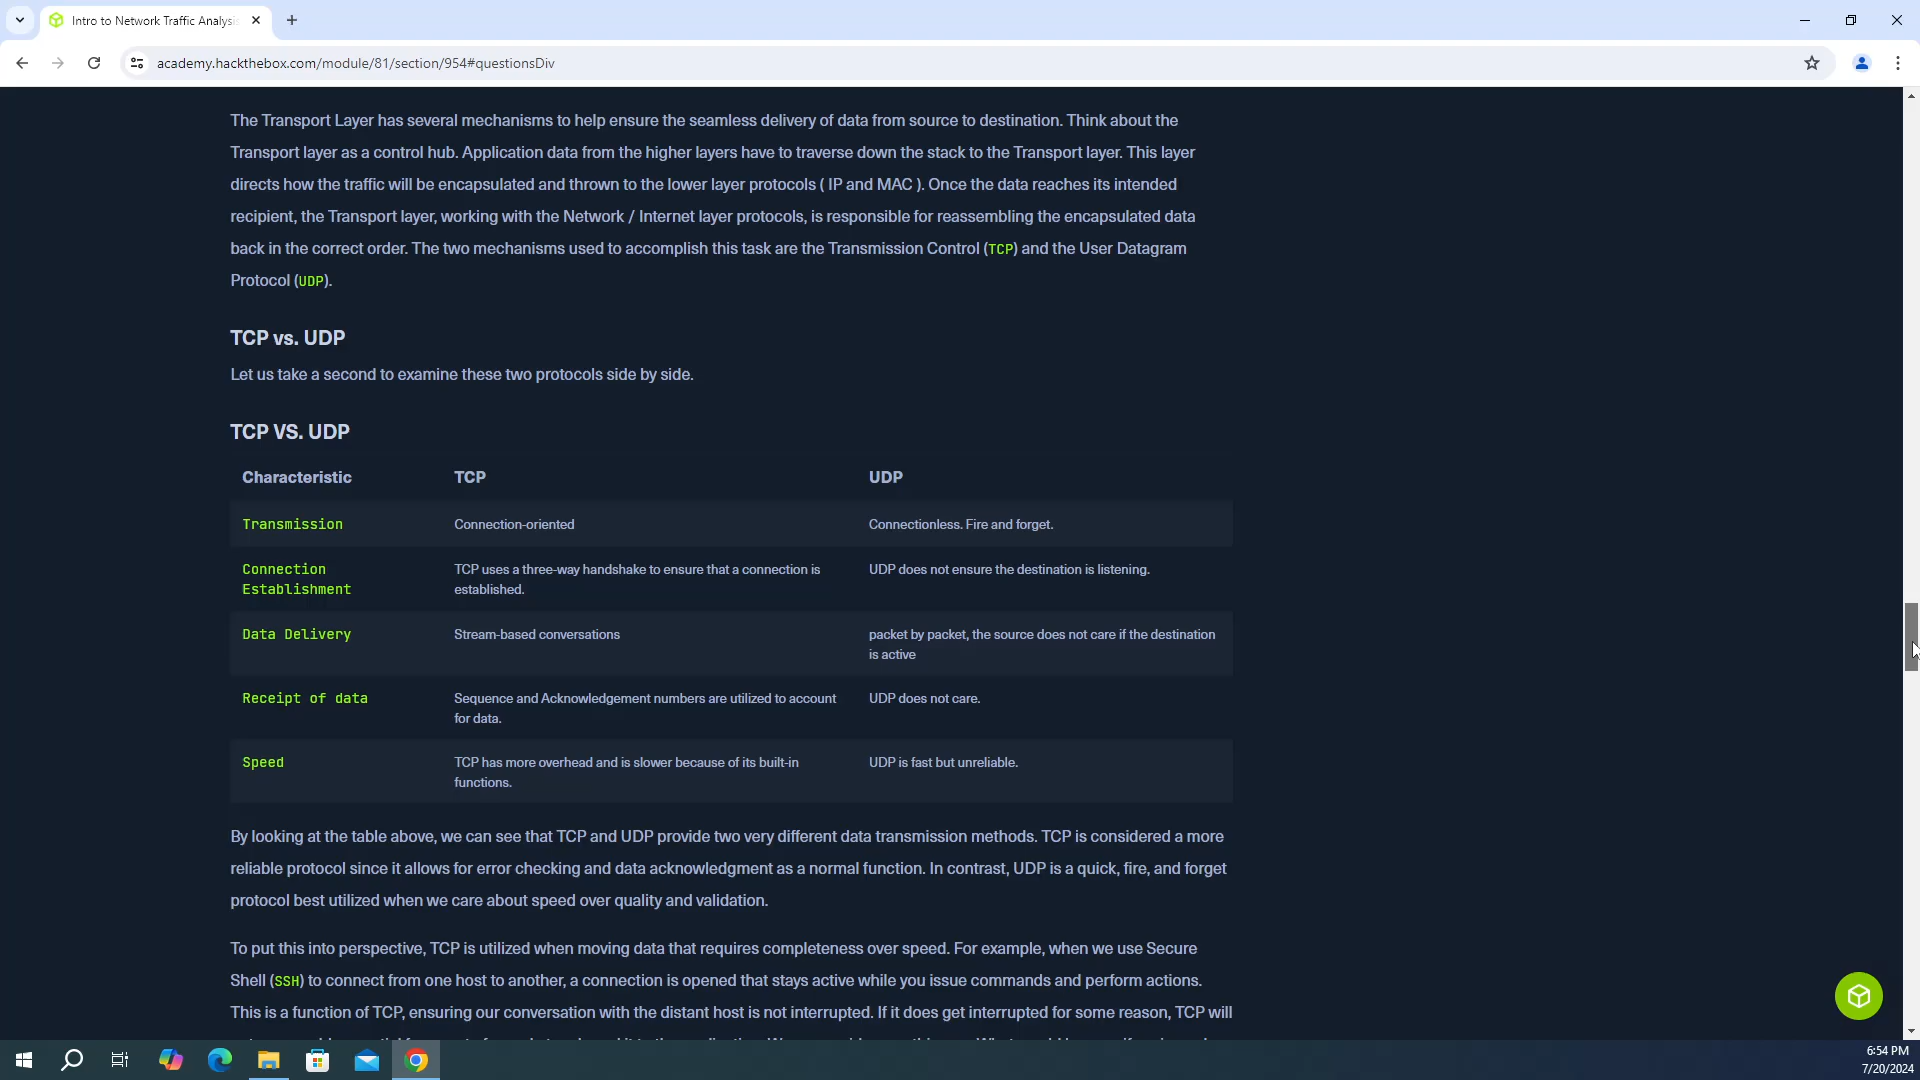 Intro to Network Traffic Analysis
academy.hackthebox.com/module/81/section/954#questionsDiv
The Transport Layer has several mechanisms to help ensure the seamless delivery of data from source to destination. Think about the
Transport layer as a control hub. Application data from the higher layers have to traverse down the stack to the Transport layer. This layer
directs how the traffic will be encapsulated and thrown to the lower layer protocols ( IP and MAC ). Once the data reaches its intended
recipient, the Transport layer, working with the Network / Internet layer protocols, is responsible for reassembling the encapsulated data
back in the correct order. The two mechanisms used to accomplish this task are the Transmission Control (TCP) and the User Datagram
Protocol (UDP).
TCP vs. UDP
Let us take a second to examine these two protocols side by side.
TCP VS. UDP
Characteristic TCP UDP
Transmission Connection-oriented Connectionless. Fire and forget.
Connection TCP uses a three-way handshake to ensure that a connection is UDP does not ensure the destination is listening.
Establishment established.
Data Delivery Stream-based conversations packet by packet, the source does not care if the destination
is active
Receipt of data Sequence and Acknowledgement numbers are utilized to account UDP does not care.
for data.
Speed TCP has more overhead and is slower because of its built-in UDP is fast but unreliable.
functions.
By looking at the table above, we can see that TCP and UDP provide two very different data transmission methods. TCP is considered a more
reliable protocol since it allows for error checking and data acknowledgment as a normal function. In contrast, UDP is a quick, fire, and forget
protocol best utilized when we care about speed over quality and validation.
To put this into perspective, TCP is utilized when moving data that requires completeness over speed. For example, when we use Secure
Shell (SSH) to connect from one host to another, a connection is opened that stays active while you issue commands and perform actions.
This is a function of TCP, ensuring our conversation with the distant host is not interrupted. If it does get interrupted for some reason, TCP will
6:54 PM
7/20/2024